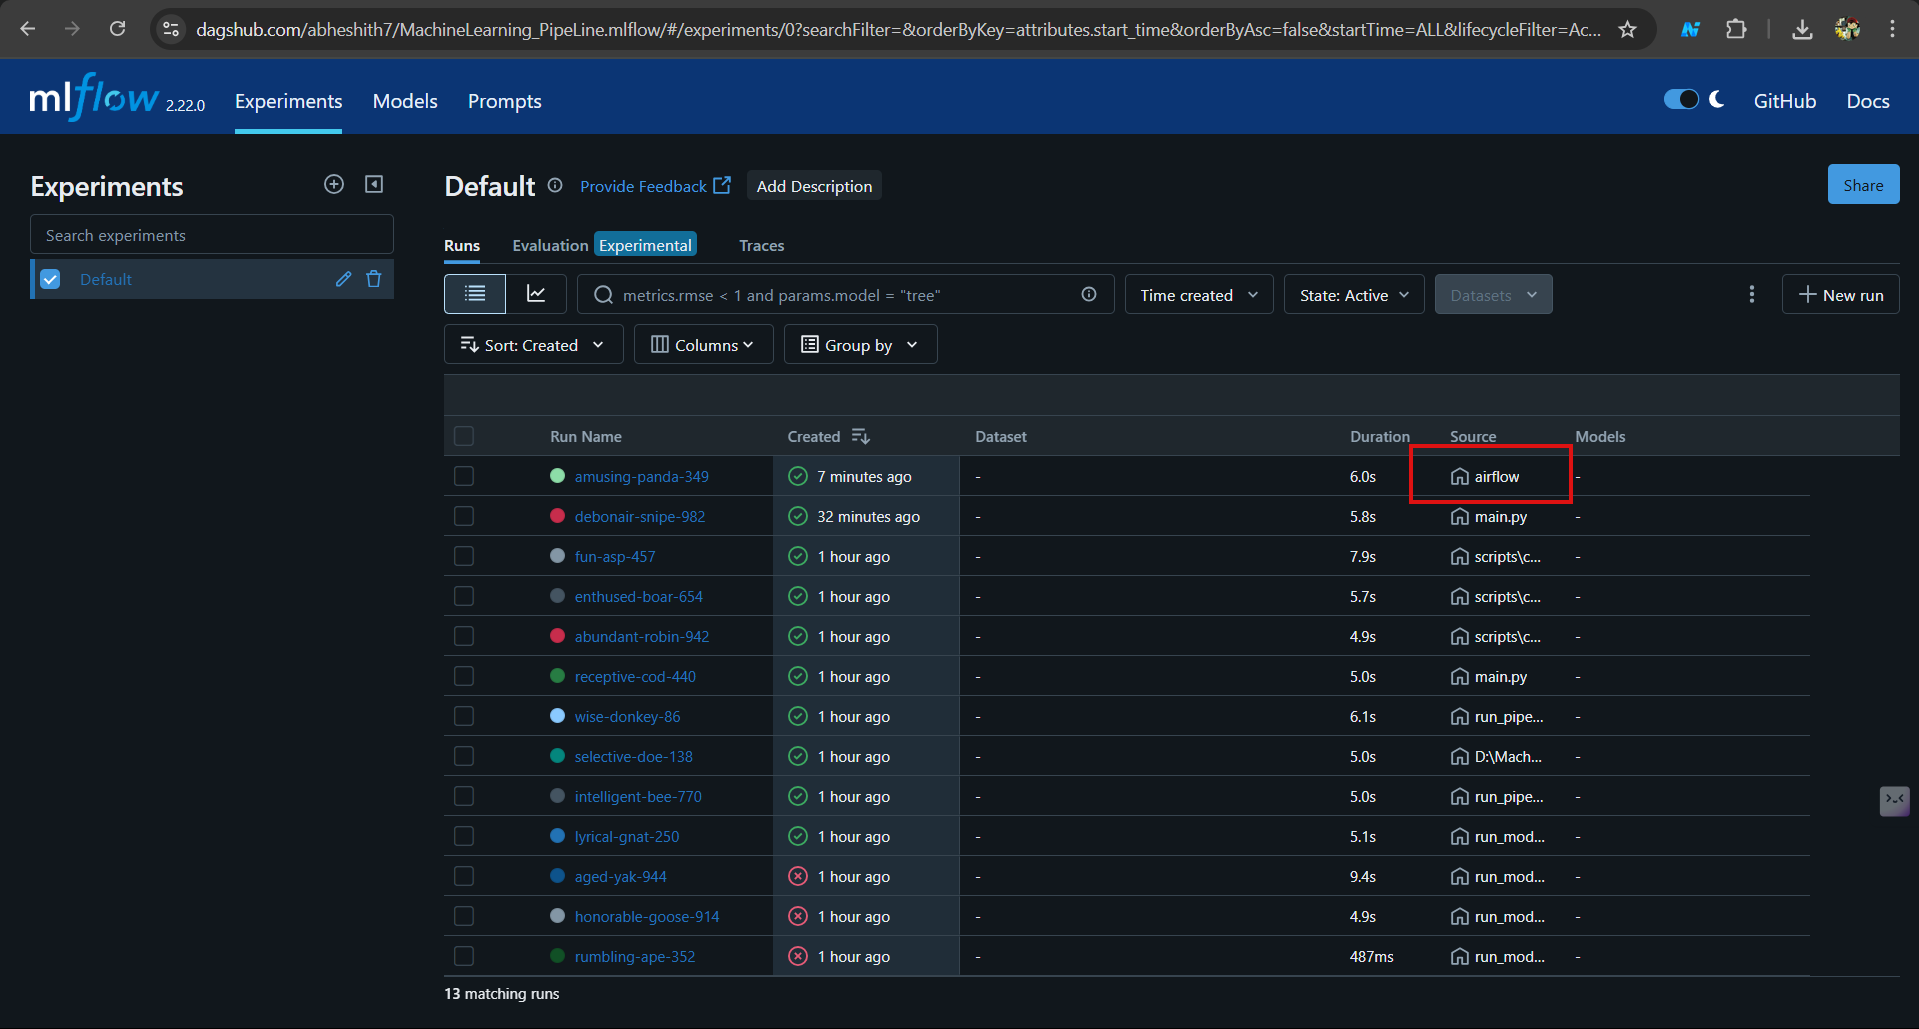 dagshub.com/abheshith7/MachineLearning_PipeLine.mlflow/#/experiments/0?searchFilter=&orderByKey=attributes.start_time&orderByAsc=false&startTime=ALL&lifecycleFilter=Ac...
mlflow 2.22.0 Experiments Models Prompts GitHub Docs
Experiments
Search experiments
Default
Default Provide Feedback Add Description Share
Runs Evaluation Experimental Traces
metrics.rmse < 1 and params.model = "tree" Time created State: Active Datasets New run
Sort: Created Columns Group by
Run Name Created Dataset Duration Source Models
amusing-panda-349 7 minutes ago - 6.0s airflow -
debonair-snipe-982 32 minutes ago - 5.8s main.py -
fun-asp-457 1 hour ago - 7.9s scripts\c... -
enthused-boar-654 1 hour ago - 5.7s scripts\c... -
abundant-robin-942 1 hour ago - 4.9s scripts\c... -
receptive-cod-440 1 hour ago - 5.0s main.py -
wise-donkey-86 1 hour ago - 6.1s run_pipe... -
selective-doe-138 1 hour ago - 5.0s D:\Mach... -
intelligent-bee-770 1 hour ago - 5.0s run_pipe... -
lyrical-gnat-250 1 hour ago - 5.1s run_mod... -
aged-yak-944 1 hour ago - 9.4s run_mod... -
honorable-goose-914 1 hour ago - 4.9s run_mod... -
rumbling-ape-352 1 hour ago - 487ms run_mod... -
13 matching runs